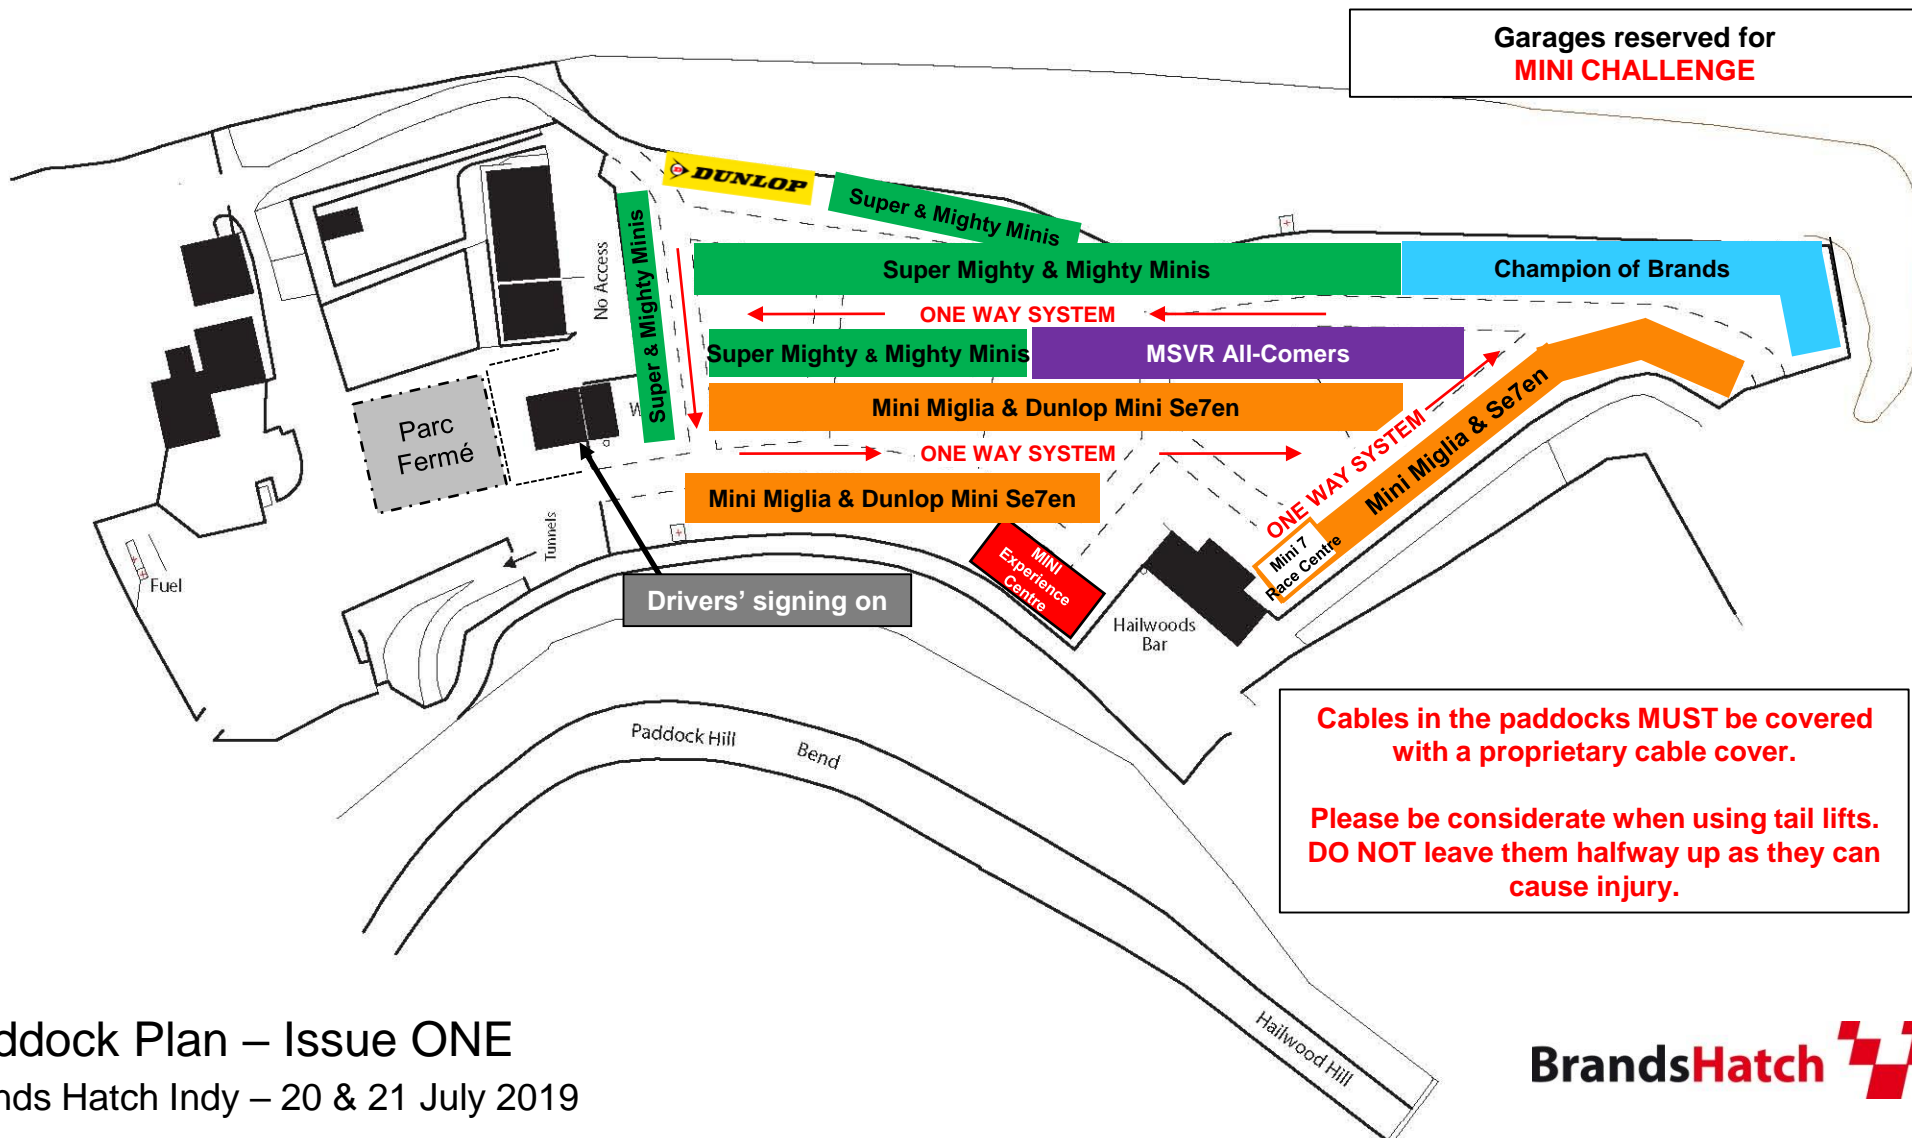 Garages reserved for
MINI CHALLENGE
DUNLOP
Super & Mighty Minis
Super & Mighty Minis
No Access
Super Mighty & Mighty Minis
Champion of Brands
ONE WAY SYSTEM
Super Mighty & Mighty Minis
MSVR All-Comers
Mini Miglia & Dunlop Mini Se7en
ONE WAY SYSTEM
ONE WAY SYSTEM
Mini Miglia & Se7en
Parc
Fermé
Mini Miglia & Dunlop Mini Se7en
Tunnels
Fuel
Drivers’ signing on
MINI
Experience
Centre
Mini 7
Race Centre
Hailwoods
Bar
Paddock Hill
Bend
Cables in the paddocks MUST be covered
with a proprietary cable cover.
Please be considerate when using tail lifts.
DO NOT leave them halfway up as they can
cause injury.
Hailwood Hill
ddock Plan – Issue ONE
nds Hatch Indy – 20 & 21 July 2019
BrandsHatch